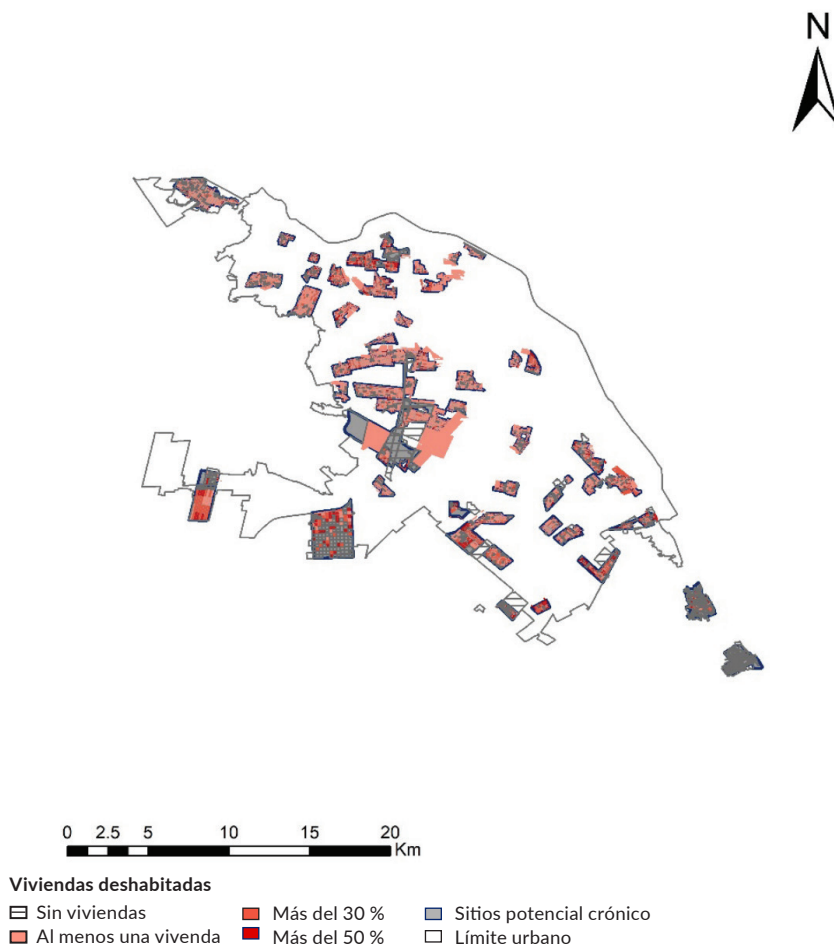 N
0 2.5 5 10 15 20
Km
Viviendas deshabitadas
Sin viviendas
Al menos una vivenda
Más del 30 %
Más del 50 %
Sitios potencial crónico
Límite urbano